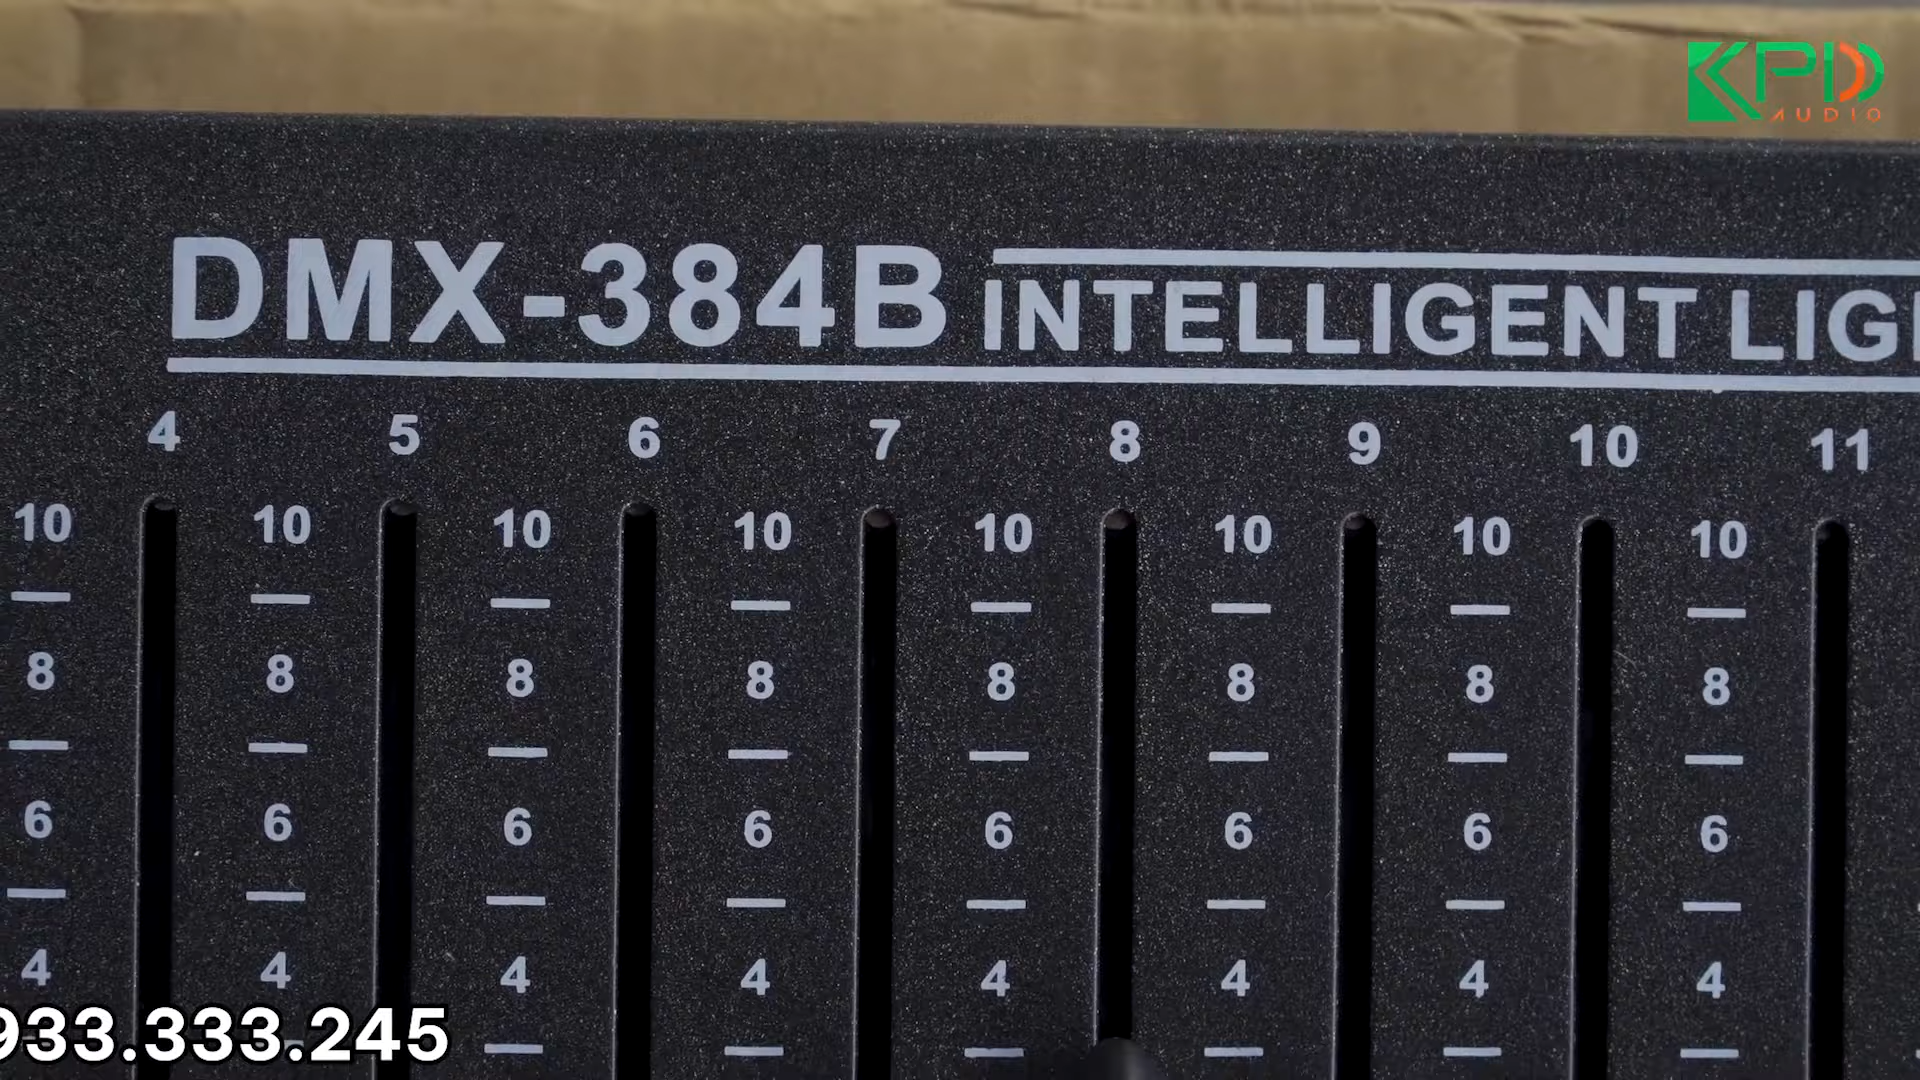 KPD
AUDIO
DMX-384B INTELLIGENT LIG
4 5 6 7 8 9 10 11
10 10 10 10 10 10 10 10
8 8 8 8 8 8 8 8
6 6 6 6 6 6 6 6
4 4 4 4 4 4 4 4
933.333.245